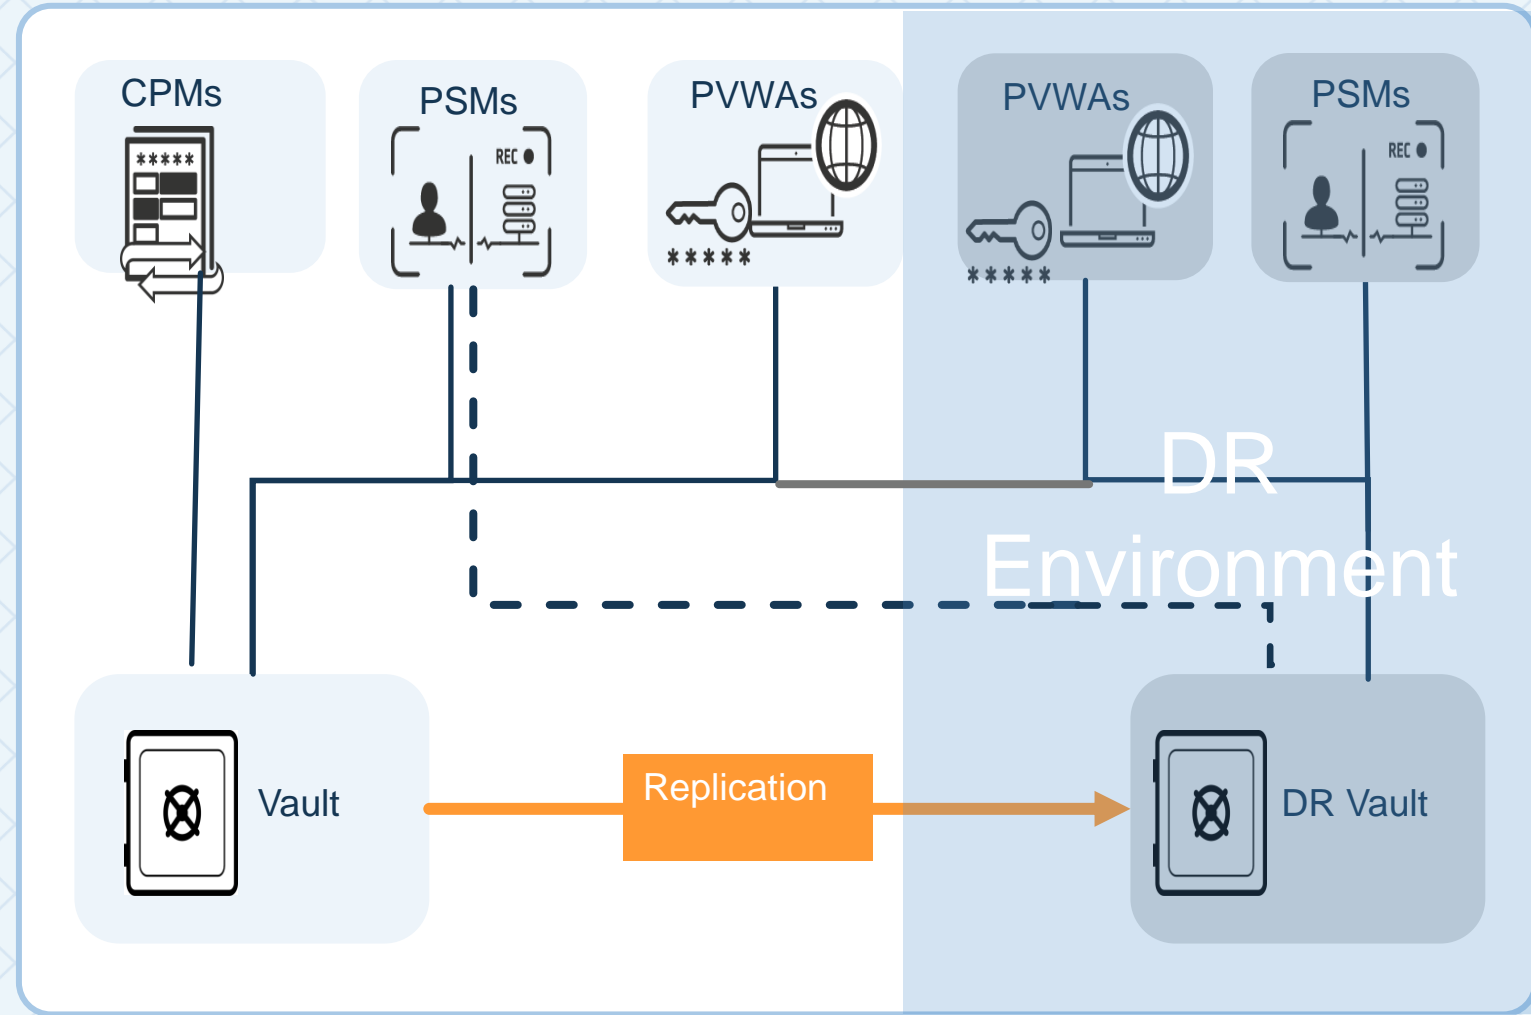 CPMs
PSMs
PVWAs
PVWAs
PSMs
*****
REC
REC
*****
*****
DR
Environment
Vault
Replication
DR Vault